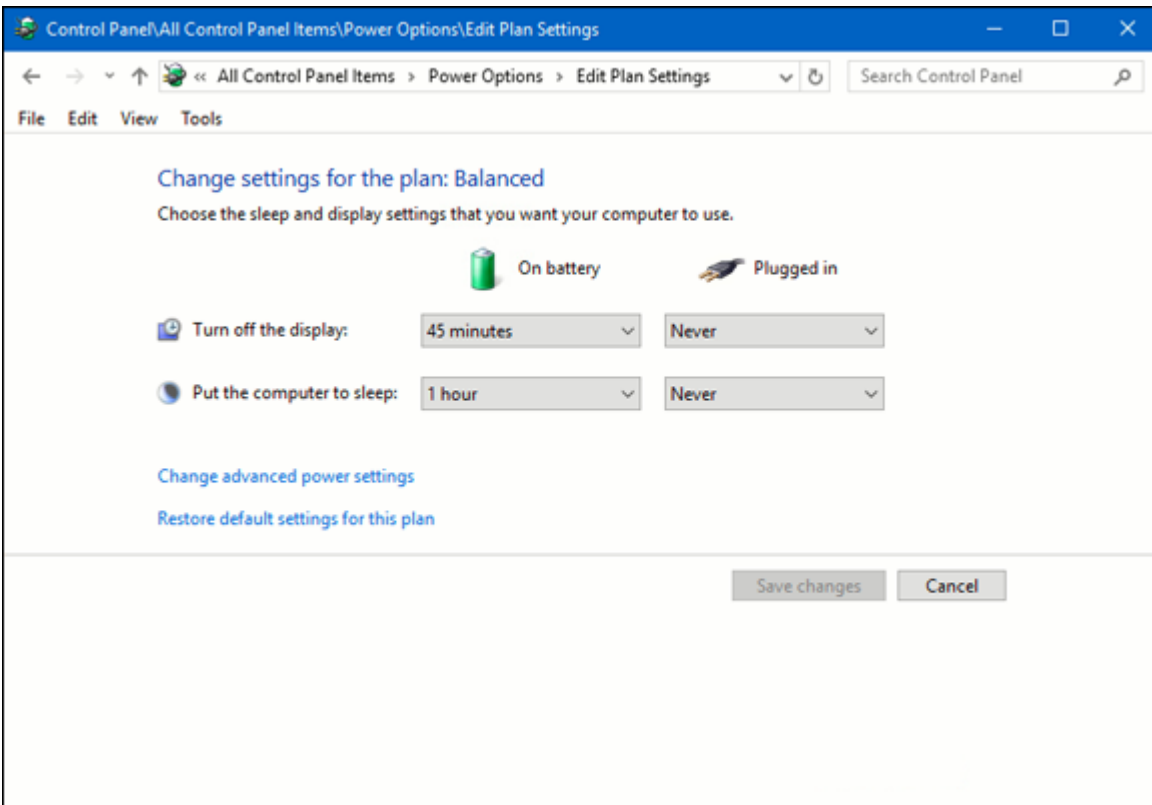 Control Panel\All Control Panel Items\Power Options\Edit Plan Settings
« All Control Panel Items > Power Options > Edit Plan Settings Search Control Panel
File Edit View Tools
Change settings for the plan: Balanced
Choose the sleep and display settings that you want your computer to use.
On battery Plugged in
Turn off the display: 45 minutes Never
Put the computer to sleep: 1 hour Never
Change advanced power settings
Restore default settings for this plan
Save changes Cancel